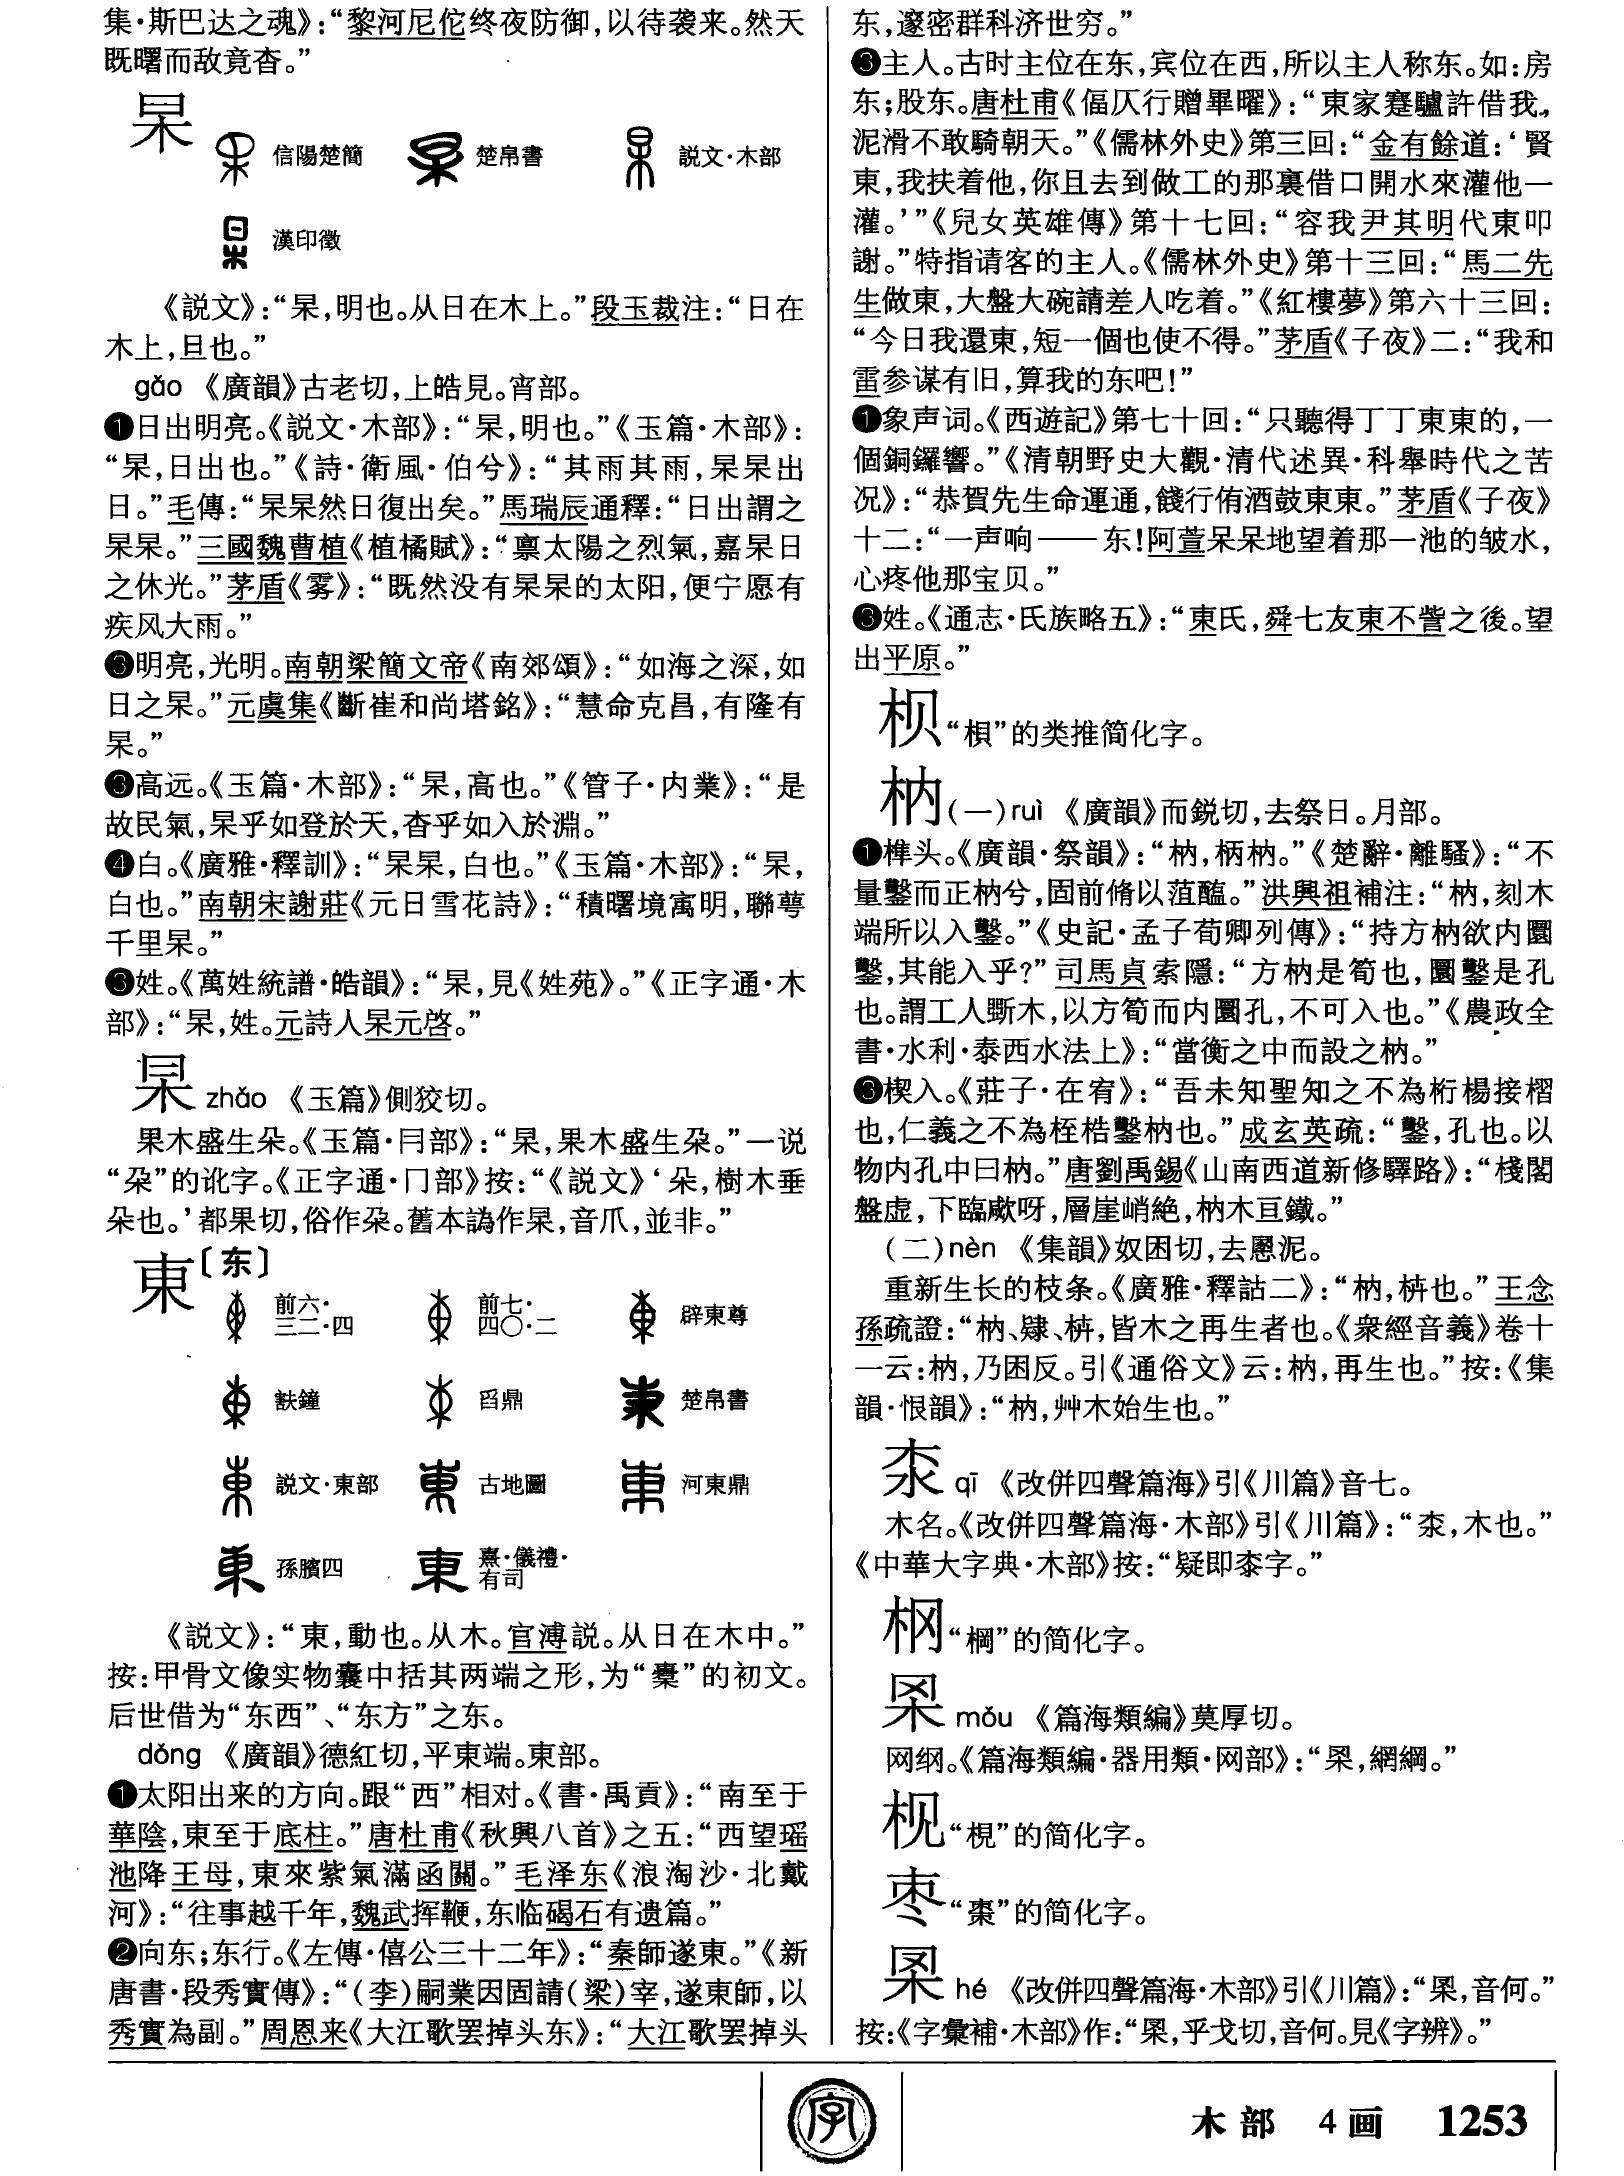 集·斯巴达之魂》：“黎河尼佗终夜防御，以待袭来。然天
既曙而敌竟杳。”
杲
信陽楚簡 楚帛書 説文·木部
漢印徵
《説文》：“杲，明也。从日在木上。”段玉裁注：“日在
木上，旦也。”
gǎo 《廣韻》古老切，上皓見。宵部。
❶日出明亮。《説文·木部》：“杲，明也。”《玉篇·木部》：
“杲，日出也。”《詩·衛風·伯兮》：“其雨其雨，杲杲出
日。”毛傳：“杲杲然日復出矣。”馬瑞辰通釋：“日出謂之
杲杲。”三國魏曹植《植橘賦》：“禀太陽之烈氣，嘉杲日
之休光。”茅盾《雾》：“既然没有杲杲的太阳，便宁愿有
疾风大雨。”
❸明亮，光明。南朝梁簡文帝《南郊頌》：“如海之深，如
日之杲。”元虞集《斷崔和尚塔銘》：“慧命克昌，有隆有
杲。”
❸高远。《玉篇·木部》：“杲，高也。”《管子·内業》：“是
故民氣，杲乎如登於天，杳乎如入於淵。”
❹白。《廣雅·釋訓》：“杲杲，白也。”《玉篇·木部》：“杲，
白也。”南朝宋謝莊《元日雪花詩》：“積曙境寓明，聯萼
千里杲。”
❸姓。《萬姓統譜·皓韻》：“杲，見《姓苑》。”《正字通·木
部》：“杲，姓。元詩人杲元啓。”
zhǎo 《玉篇》側狡切。
果木盛生朵。《玉篇·冃部》：“，果木盛生朶。”一说
“朶”的讹字。《正字通·冂部》按：“《説文》‘朵，樹木垂
朵也。’都果切，俗作朶。舊本譌作，音爪，並非。”
東〔东〕
前六·三二·四 前七·四〇·二 辟東尊
㝬鐘 舀鼎 楚帛書
説文·東部 古地圖 河東鼎
孫臏四 熹·儀禮·有司
《説文》：“東，動也。从木。官溥説。从日在木中。”
按：甲骨文像实物囊中括其两端之形，为“橐”的初文。
后世借为“东西”、“东方”之东。
dōng 《廣韻》德紅切，平東端。東部。
❶太阳出来的方向。跟“西”相对。《書·禹貢》：“南至于
華陰，東至于底柱。”唐杜甫《秋興八首》之五：“西望瑶
池降王母，東來紫氣滿函關。”毛泽东《浪淘沙·北戴
河》：“往事越千年，魏武挥鞭，东临碣石有遗篇。”
❷向东；东行。《左傳·僖公三十二年》：“秦師遂東。”《新
唐書·段秀實傳》：“（李）嗣業因固請（梁）宰，遂東師，以
秀實為副。”周恩来《大江歌罢掉头东》：“大江歌罢掉头
东，邃密群科济世穷。”
❸主人。古时主位在东，宾位在西，所以主人称东。如：房
东；股东。唐杜甫《偪仄行贈畢曜》：“東家蹇驢許借我，
泥滑不敢騎朝天。”《儒林外史》第三回：“金有餘道：‘賢
東，我扶着他，你且去到做工的那裏借口開水來灌他一
灌。’”《兒女英雄傳》第十七回：“容我尹其明代東叩
謝。”特指请客的主人。《儒林外史》第十三回：“馬二先
生做東，大盤大碗請差人吃着。”《紅樓夢》第六十三回：
“今日我還東，短一個也使不得。”茅盾《子夜》二：“我和
雷参谋有旧，算我的东吧！”
❶象声词。《西遊記》第七十回：“只聽得丁丁東東的，一
個銅鑼響。”《清朝野史大觀·清代述異·科舉時代之苦
况》：“恭賀先生命運通，餞行侑酒鼓東東。”茅盾《子夜》
十二：“一声响——东！阿萱呆呆地望着那一池的皱水，
心疼他那宝贝。”
❸姓。《通志·氏族略五》：“東氏，舜七友東不訾之後。望
出平原。”
枂“梖”的类推简化字。
枘（一）ruì 《廣韻》而鋭切，去祭日。月部。
❶榫头。《廣韻·祭韻》：“枘，柄枘。”《楚辭·離騷》：“不
量鑿而正枘兮，固前脩以菹醢。”洪興祖補注：“枘，刻木
端所以入鑿。”《史記·孟子荀卿列傳》：“持方枘欲内圜
鑿，其能入乎？”司馬貞索隱：“方枘是筍也，圜鑿是孔
也。謂工人斲木，以方筍而内圜孔，不可入也。”《農政全
書·水利·泰西水法上》：“當衡之中而設之枘。”
❸楔入。《莊子·在宥》：“吾未知聖知之不為桁楊接槢
也，仁義之不為桎梏鑿枘也。”成玄英疏：“鑿，孔也。以
物内孔中曰枘。”唐劉禹錫《山南西道新修驛路》：“棧閣
盤虚，下臨歔呀，層崖峭絶，枘木亘鐵。”
（二）nèn 《集韻》奴困切，去慁泥。
重新生长的枝条。《廣雅·釋詁二》：“枘，栟也。”王念
孫疏證：“枘、肄、栟，皆木之再生者也。《衆經音義》卷十
一云：枘，乃困反。引《通俗文》云：枘，再生也。”按：《集
韻·恨韻》：“枘，艸木始生也。”
qī 《改併四聲篇海》引《川篇》音七。
木名。《改併四聲篇海·木部》引《川篇》：“，木也。”
《中華大字典·木部》按：“疑即桼字。”
㭎“棡”的简化字。
mǒu 《篇海類編》莫厚切。
网纲。《篇海類編·器用類·网部》：“，網綱。”
枧“梘”的简化字。
枣“棗”的简化字。
hé 《改併四聲篇海·木部》引《川篇》：“，音何。”
按：《字彙補·木部》作：“，乎戈切，音何。見《字辨》。”
字
木部 4画 1253